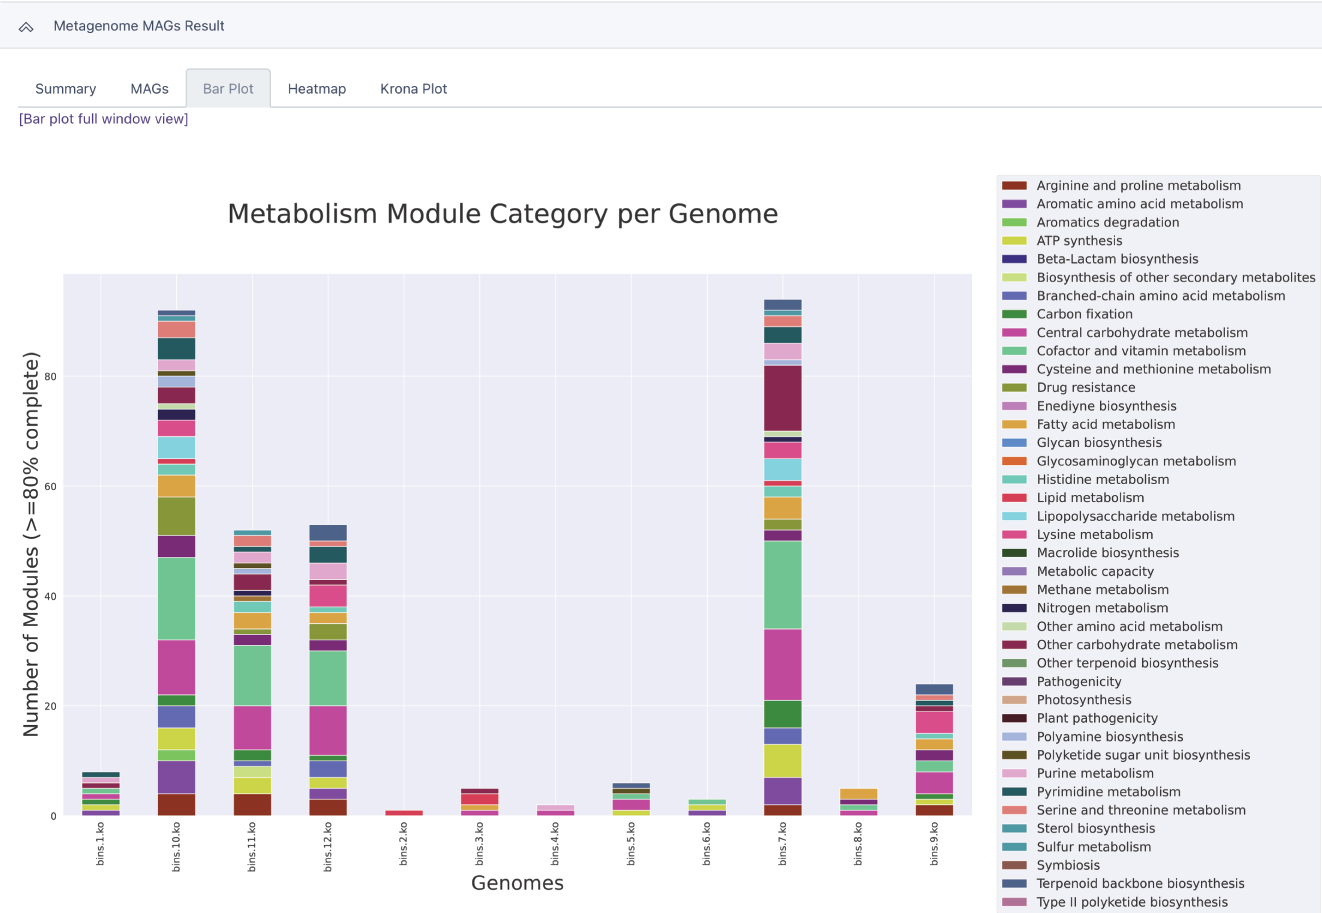 Metagenome MAGs Result
Summary MAGs Bar Plot Heatmap Krona Plot
[Bar plot full window view]
Metabolism Module Category per Genome
Number of Modules (>=80% complete)
80
60
40
20
0
bins.1.ko
bins.10.ko
bins.11.ko
bins.12.ko
bins.2.ko
bins.3.ko
bins.4.ko
bins.5.ko
bins.6.ko
bins.7.ko
bins.8.ko
bins.9.ko
Genomes
Arginine and proline metabolism
Aromatic amino acid metabolism
Aromatics degradation
ATP synthesis
Beta-Lactam biosynthesis
Biosynthesis of other secondary metabolites
Branched-chain amino acid metabolism
Carbon fixation
Central carbohydrate metabolism
Cofactor and vitamin metabolism
Cysteine and methionine metabolism
Drug resistance
Enediyne biosynthesis
Fatty acid metabolism
Glycan biosynthesis
Glycosaminoglycan metabolism
Histidine metabolism
Lipid metabolism
Lipopolysaccharide metabolism
Lysine metabolism
Macrolide biosynthesis
Metabolic capacity
Methane metabolism
Nitrogen metabolism
Other amino acid metabolism
Other carbohydrate metabolism
Other terpenoid biosynthesis
Pathogenicity
Photosynthesis
Plant pathogenicity
Polyamine biosynthesis
Polyketide sugar unit biosynthesis
Purine metabolism
Pyrimidine metabolism
Serine and threonine metabolism
Sterol biosynthesis
Sulfur metabolism
Symbiosis
Terpenoid backbone biosynthesis
Type II polyketide biosynthesis